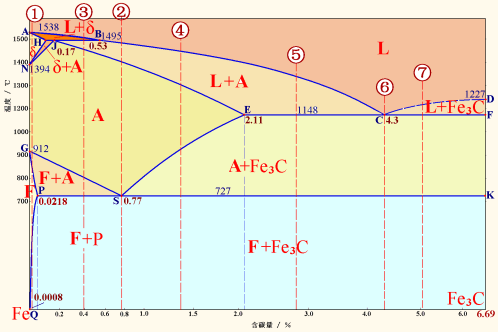 ① ③ ② ④ ⑤ ⑥ ⑦
A 1538 L+δ
H J B 1495
δ 0.17 0.53
N 1394 δ+A
L
L+A
1227 D
L+Fe₃C
E 1148 C F
2.11 4.3
A
G 912
A+Fe₃C
F+A
F P
0.0218 S 0.77 727 K
F+P F+Fe₃C
0.0008 Fe₃C
Fe Q 6.69
1500
1400
1300
1200
1100
1000
900
800
700
温度 / ℃
0.2 0.4 0.6 0.8 1.0 2.0 3.0 4.0 5.0 6.0
含碳量 / %